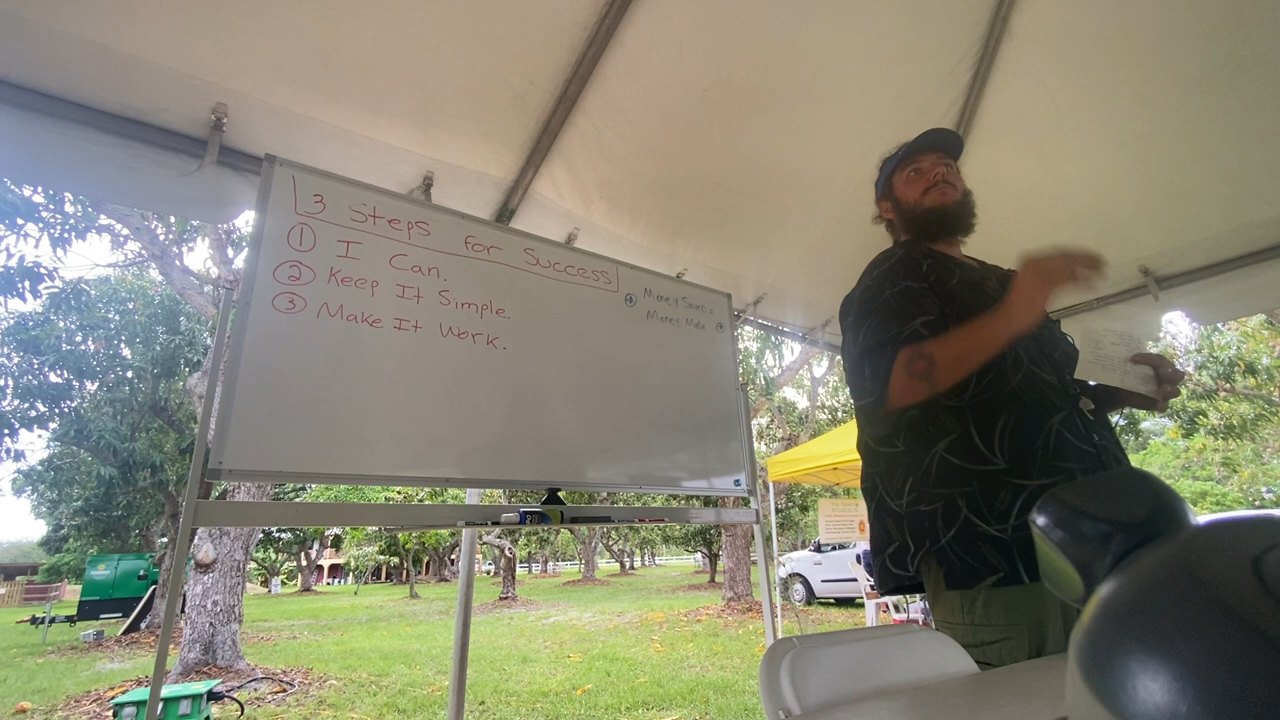 3 Steps for Success
① I Can.
② Keep It Simple.
③ Make It Work.
Money Saved =
Money Made